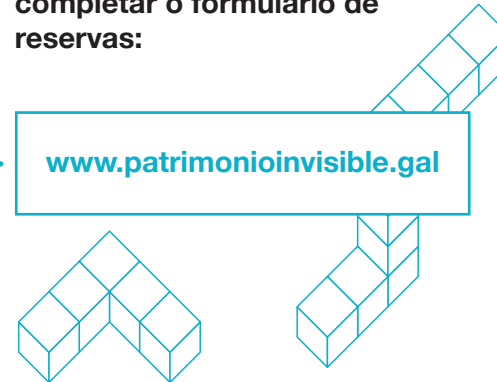 completar o formulario de
reservas:
www.patrimonioinvisible.gal